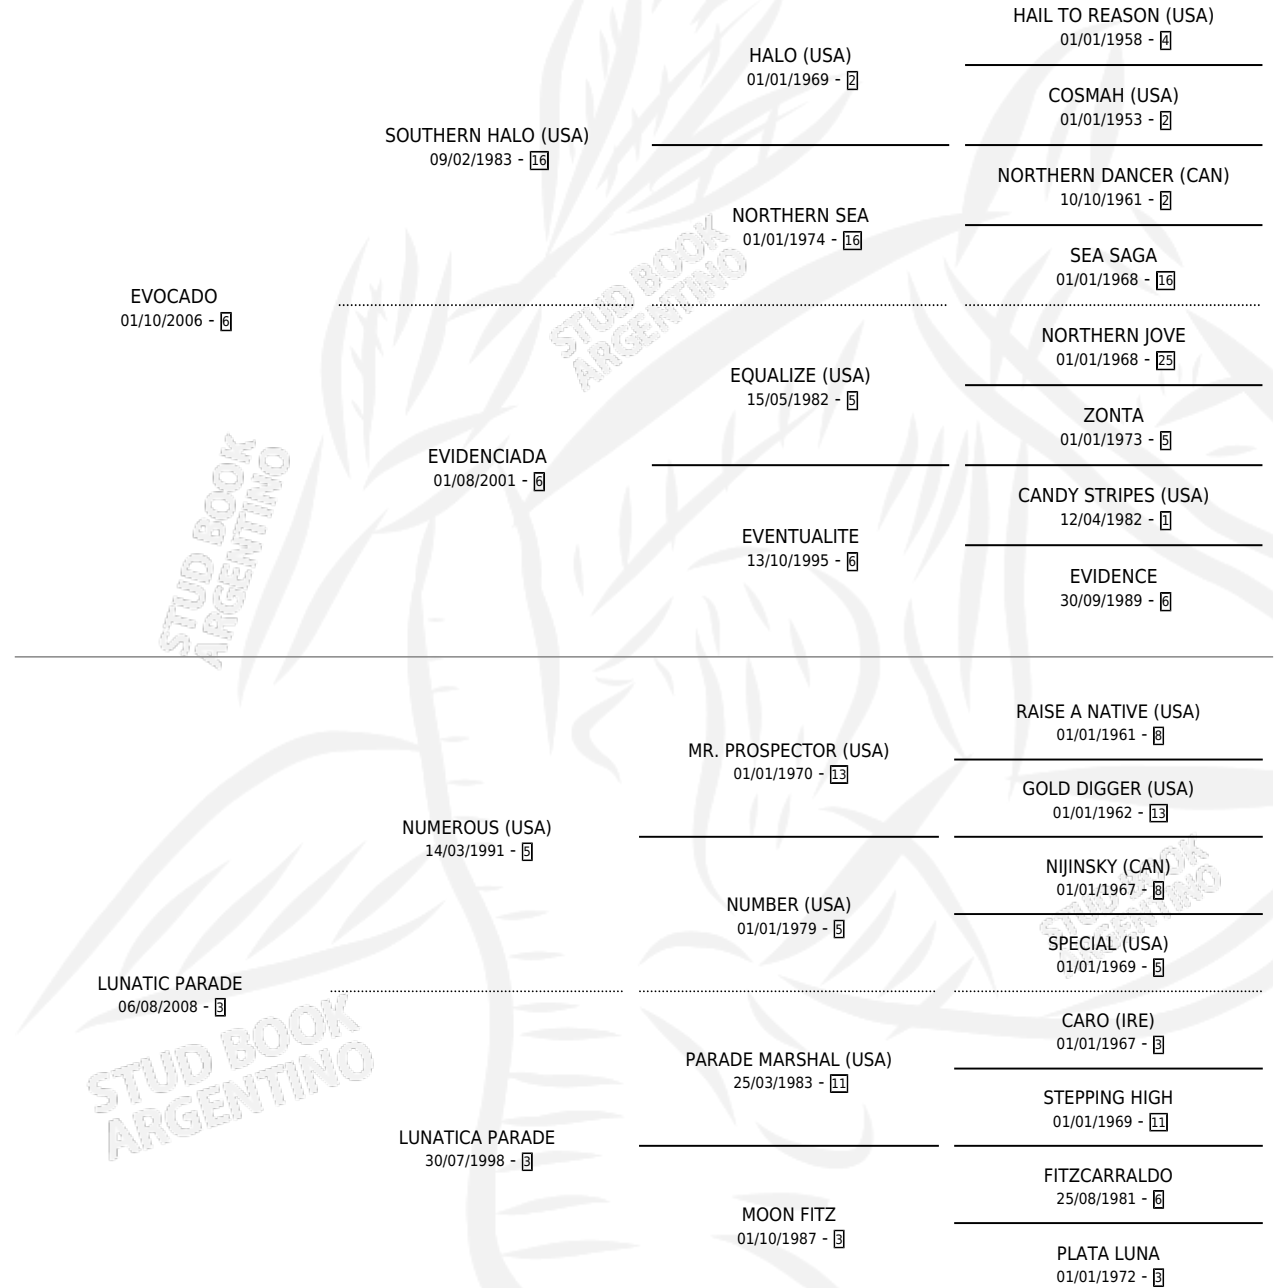 HAIL TO REASON (USA)
01/01/1958 - 4
HALO (USA)
01/01/1969 - 2
COSMAH (USA)
01/01/1953 - 2
SOUTHERN HALO (USA)
09/02/1983 - 16
NORTHERN DANCER (CAN)
10/10/1961 - 2
NORTHERN SEA
01/01/1974 - 16
SEA SAGA
01/01/1968 - 16
EVOCADO
01/10/2006 - 6
NORTHERN JOVE
01/01/1968 - 25
EQUALIZE (USA)
15/05/1982 - 5
ZONTA
01/01/1973 - 5
EVIDENCIADA
01/08/2001 - 6
CANDY STRIPES (USA)
12/04/1982 - 1
EVENTUALITE
13/10/1995 - 6
EVIDENCE
30/09/1989 - 6
STUD BOOK
ARGENTINO
STUD BOOK
ARGENTINO
RAISE A NATIVE (USA)
01/01/1961 - 8
MR. PROSPECTOR (USA)
01/01/1970 - 13
GOLD DIGGER (USA)
01/01/1962 - 13
NUMEROUS (USA)
14/03/1991 - 5
NIJINSKY (CAN)
01/01/1967 - 8
NUMBER (USA)
01/01/1979 - 5
SPECIAL (USA)
01/01/1969 - 5
LUNATIC PARADE
06/08/2008 - 3
CARO (IRE)
01/01/1967 - 3
PARADE MARSHAL (USA)
25/03/1983 - 11
STEPPING HIGH
01/01/1969 - 11
LUNATICA PARADE
30/07/1998 - 3
FITZCARRALDO
25/08/1981 - 6
MOON FITZ
01/10/1987 - 3
PLATA LUNA
01/01/1972 - 3
STUD BOOK
ARGENTINO
STUD BOOK
ARGENTINO